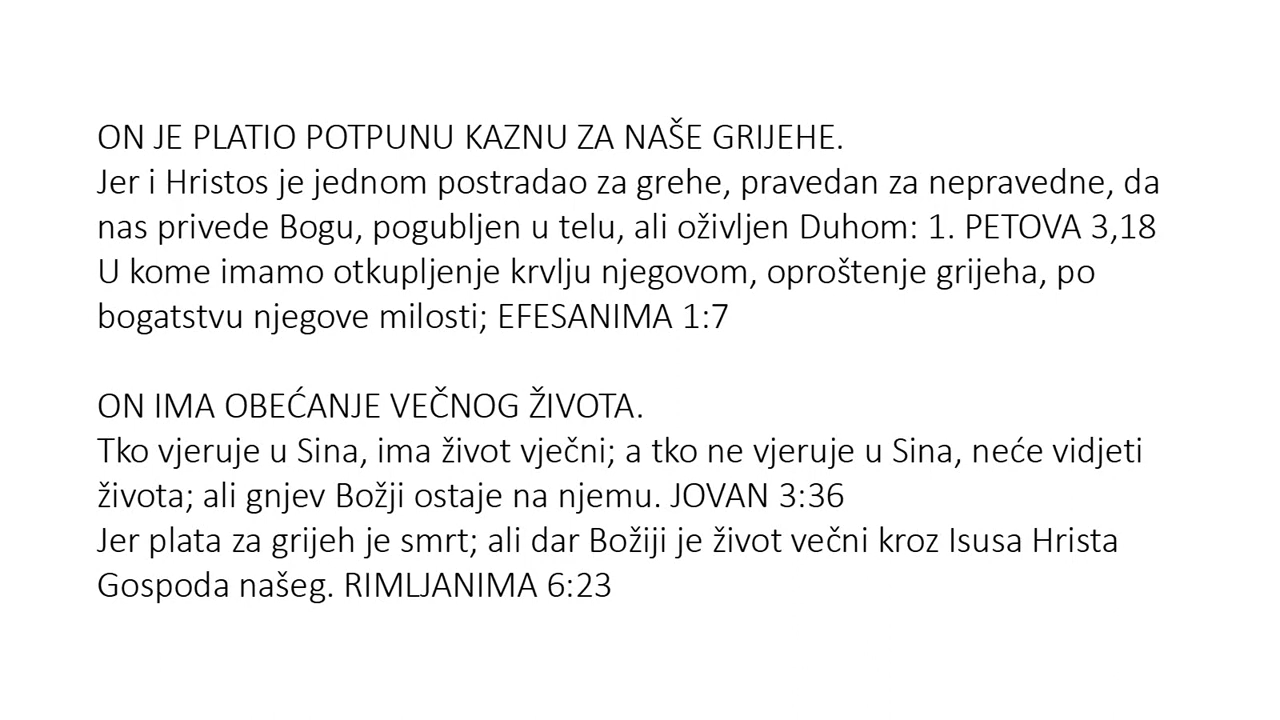 ON JE PLATIO POTPUNU KAZNU ZA NAŠE GRIJEHE.
Jer i Hristos je jednom postradao za grehe, pravedan za nepravedne, da
nas privede Bogu, pogubljen u telu, ali oživljen Duhom: 1. PETOVA 3,18
U kome imamo otkupljenje krvlju njegovom, oproštenje grijeha, po
bogatstvu njegove milosti; EFESANIMA 1:7
ON IMA OBEĆANJE VEČNOG ŽIVOTA.
Tko vjeruje u Sina, ima život vječni; a tko ne vjeruje u Sina, neće vidjeti
života; ali gnjev Božji ostaje na njemu. JOVAN 3:36
Jer plata za grijeh je smrt; ali dar Božiji je život večni kroz Isusa Hrista
Gospoda našeg. RIMLJANIMA 6:23